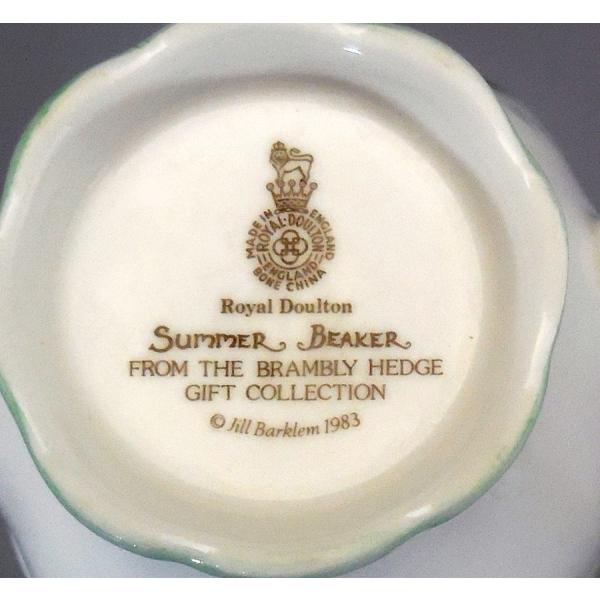 MADE IN ENGLAND
ROYAL·DOULTON
ENGLAND
BONE CHINA
Royal Doulton
SUMMER BEAKER
FROM THE BRAMBLY HEDGE
GIFT COLLECTION
© Jill Barklem 1983